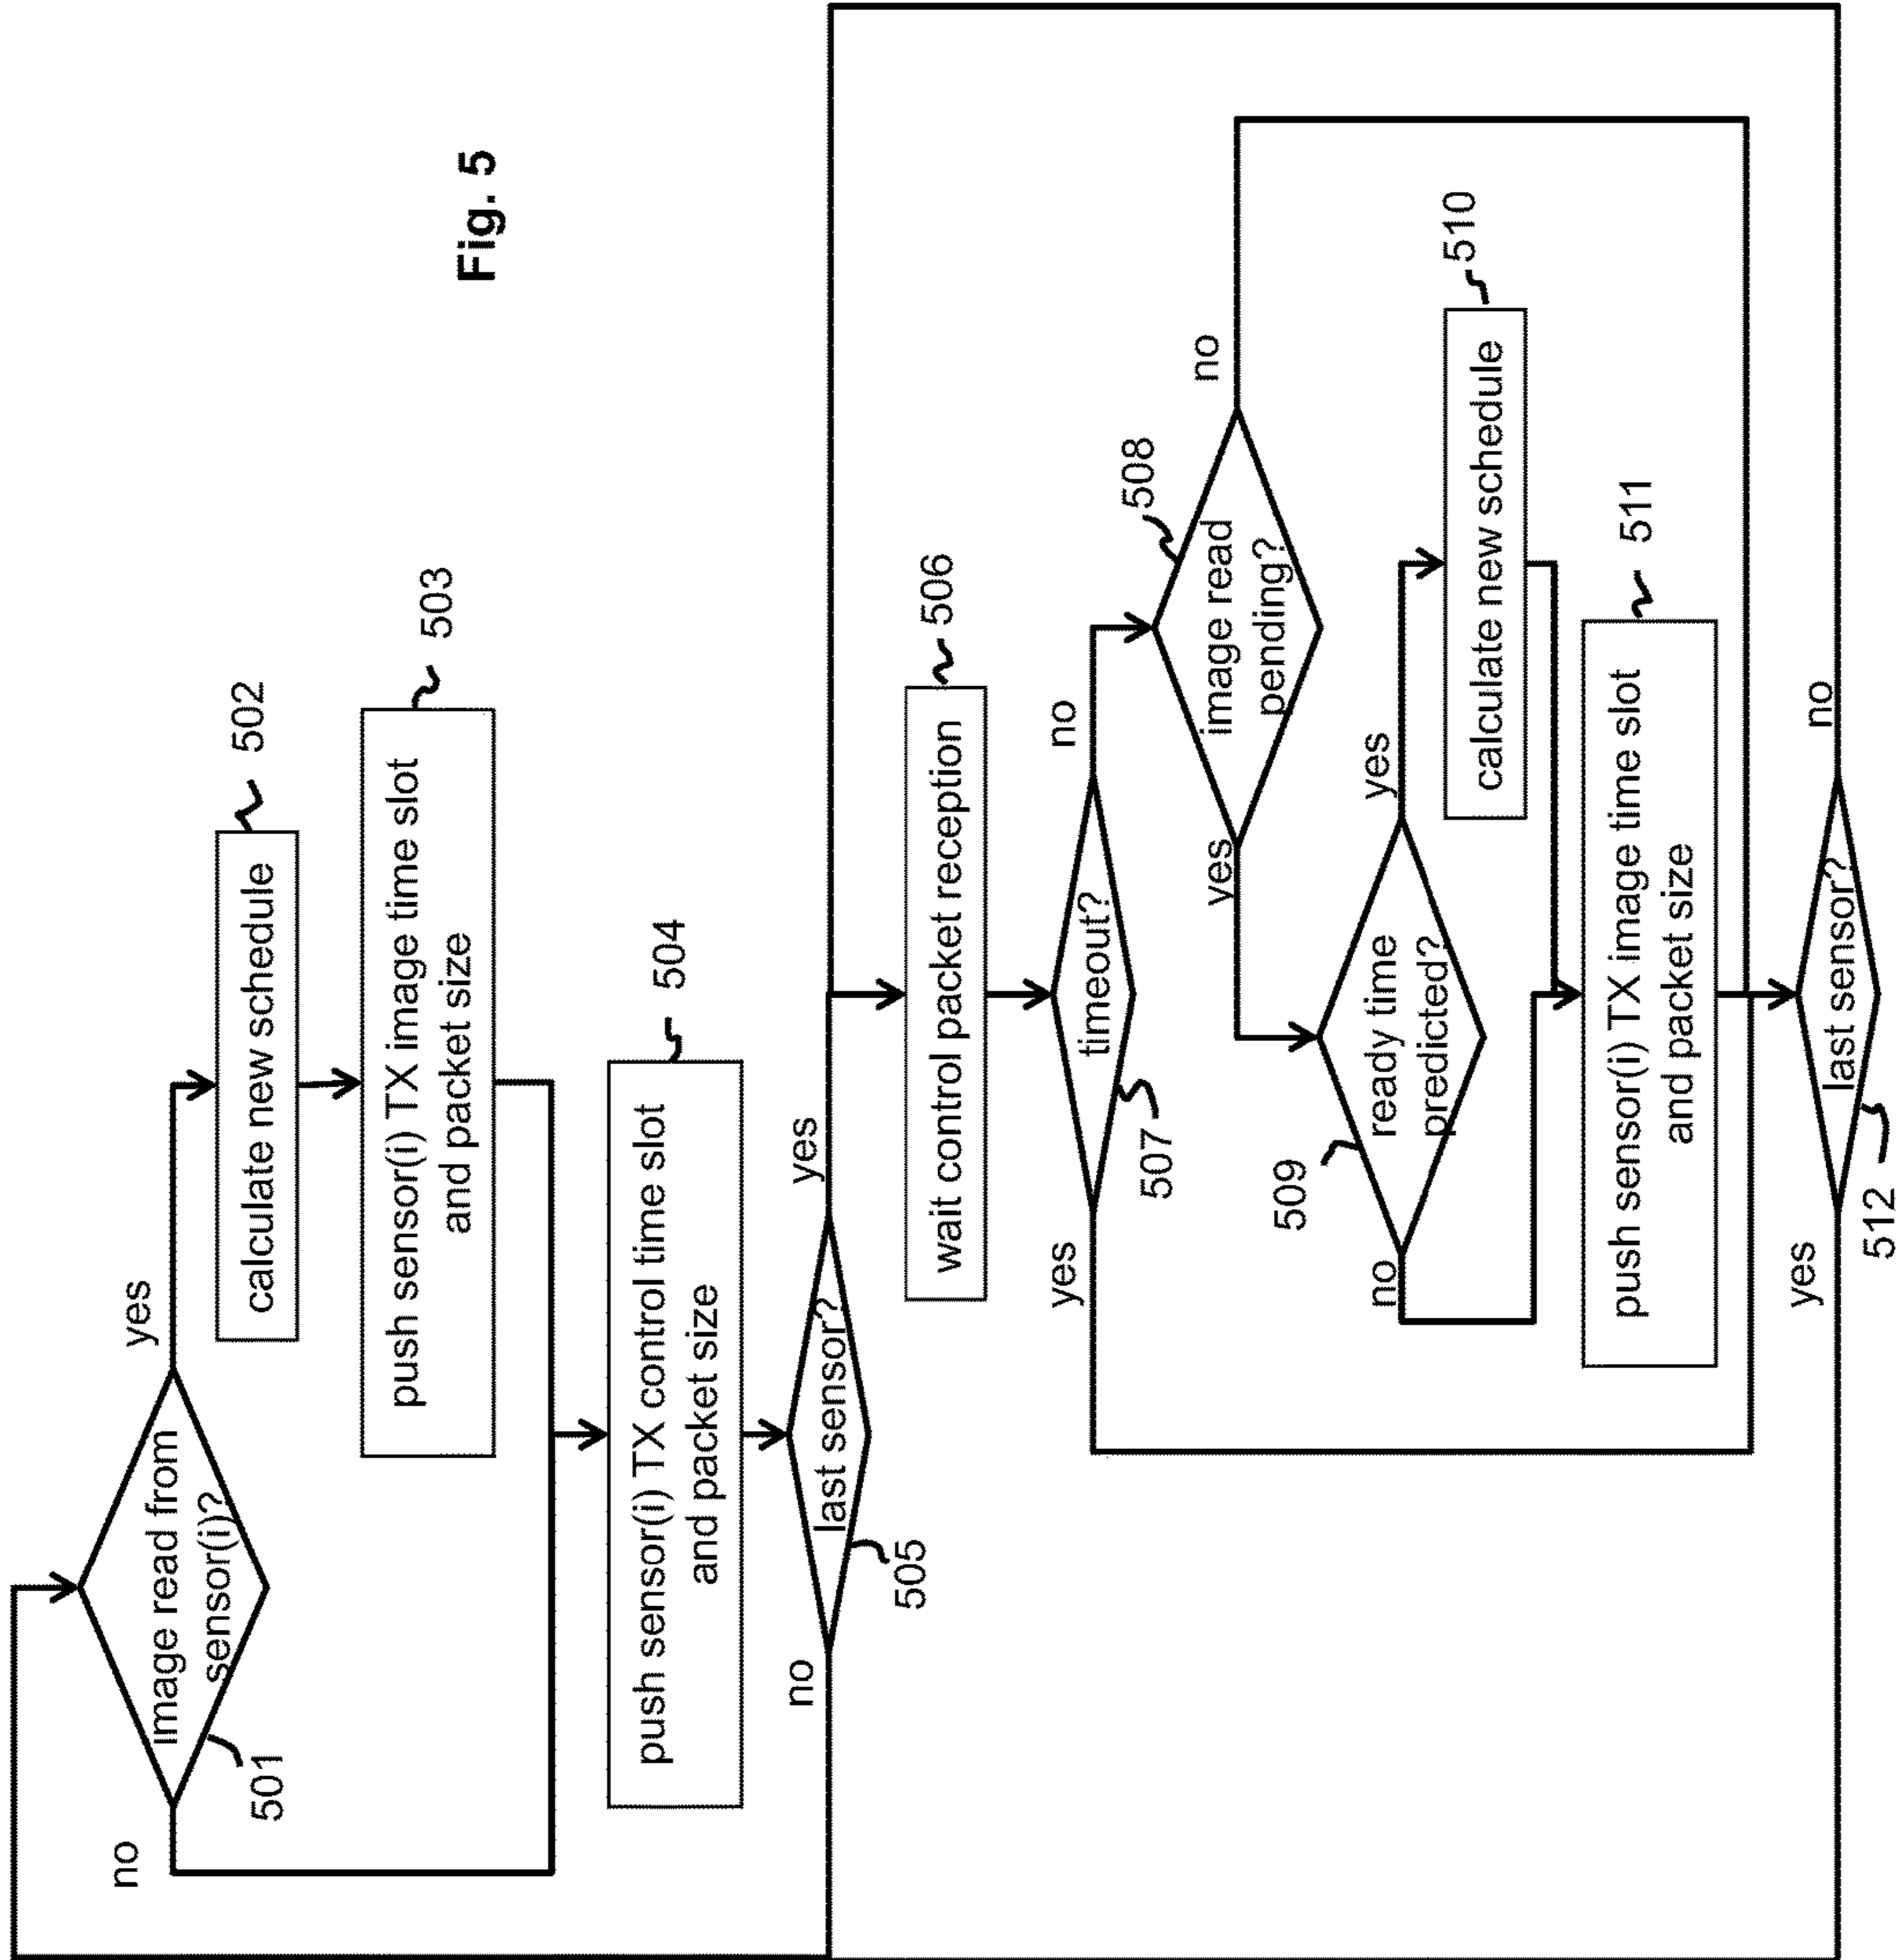 Fig. 5
image read from
sensor(i)?
501
no
yes
calculate new schedule
502
push sensor(i) TX image time slot
and packet size
503
push sensor(i) TX control time slot
and packet size
504
last sensor?
505
no
yes
wait control packet reception
506
timeout?
507
yes
no
image read
pending?
508
yes
no
ready time
predicted?
509
no
yes
calculate new schedule
510
push sensor(i) TX image time slot
and packet size
511
last sensor?
512
yes
no